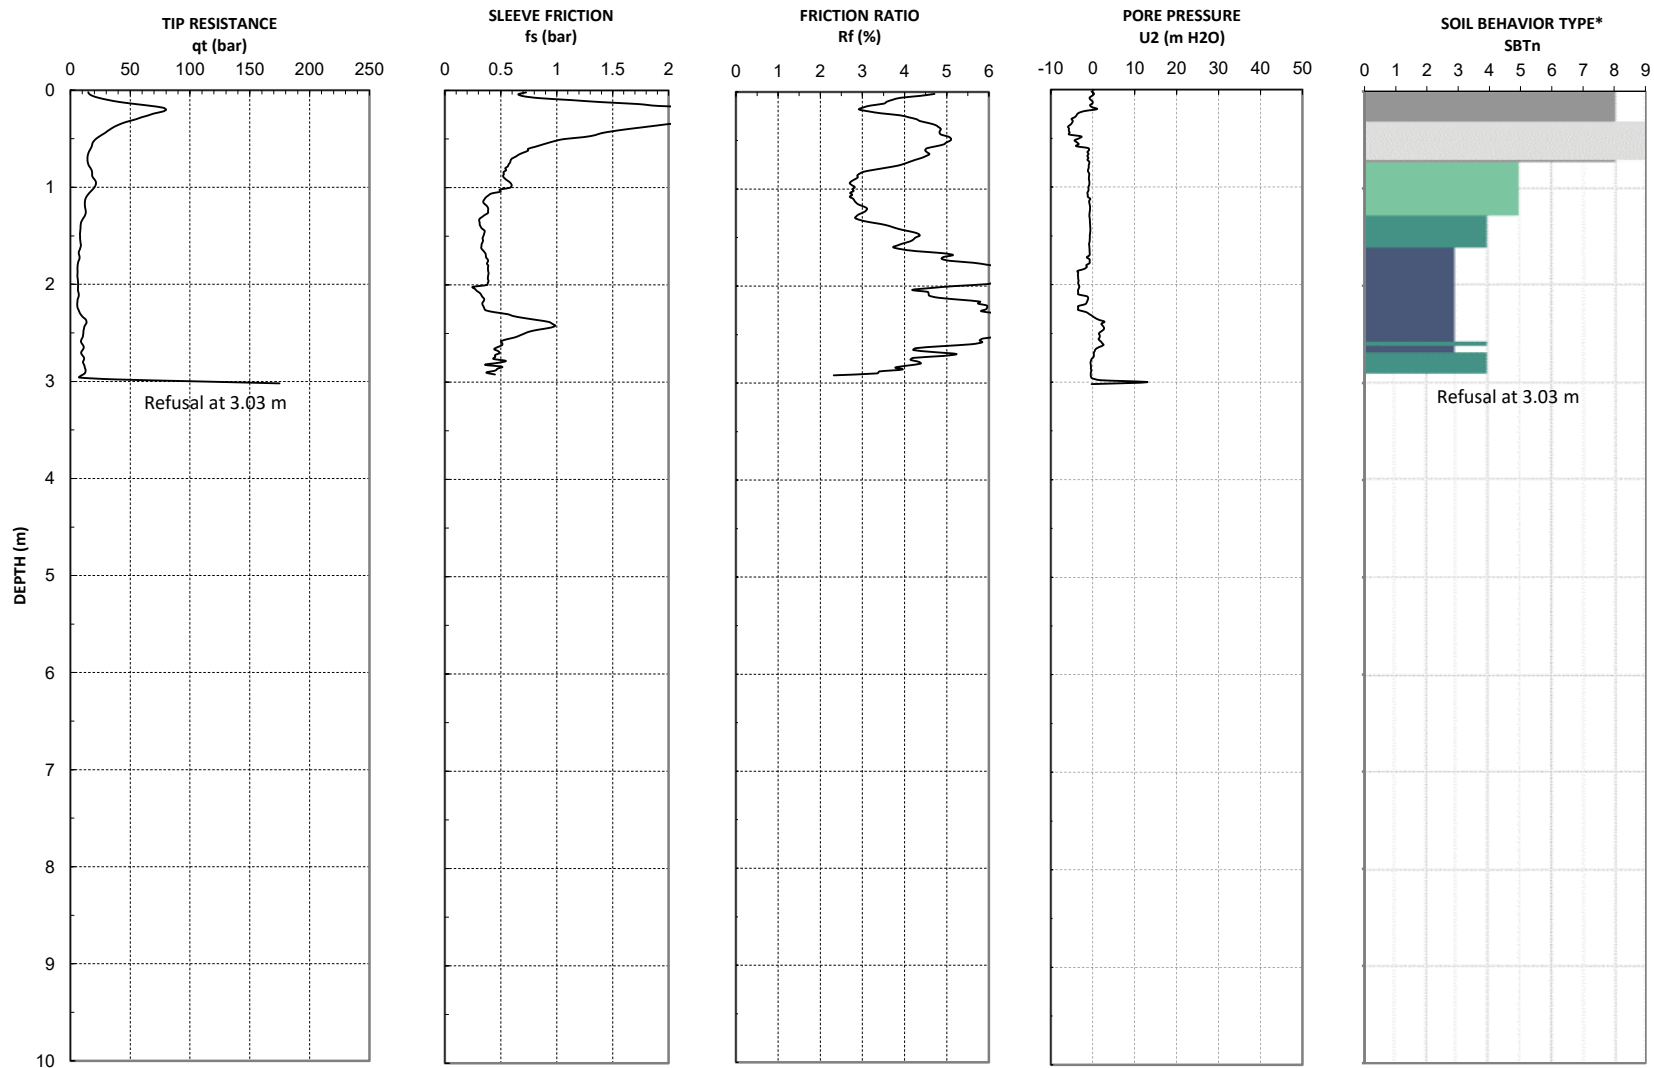 TIP RESISTANCE
qt (bar)
SLEEVE FRICTION
fs (bar)
FRICTION RATIO
Rf (%)
PORE PRESSURE
U2 (m H2O)
SOIL BEHAVIOR TYPE*
SBTn
0 50 100 150 200 250
0 0.5 1 1.5 2
0 1 2 3 4 5 6
-10 0 10 20 30 40 50
0 1 2 3 4 5 6 7 8 9
0
1
2
3
4
5
6
7
8
9
10
DEPTH (m)
Refusal at 3.03 m
Refusal at 3.03 m